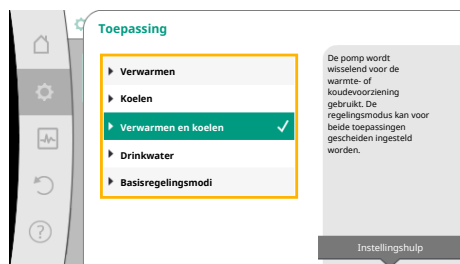 Toepassing
Verwarmen
Koelen
Verwarmen en koelen
Drinkwater
Basisregelingsmodi
De pomp wordt
wisselend voor de
warmte- of
koudevoorziening
gebruikt. De
regelingsmodus kan voor
beide toepassingen
gescheiden ingesteld
worden.
Instellingshulp